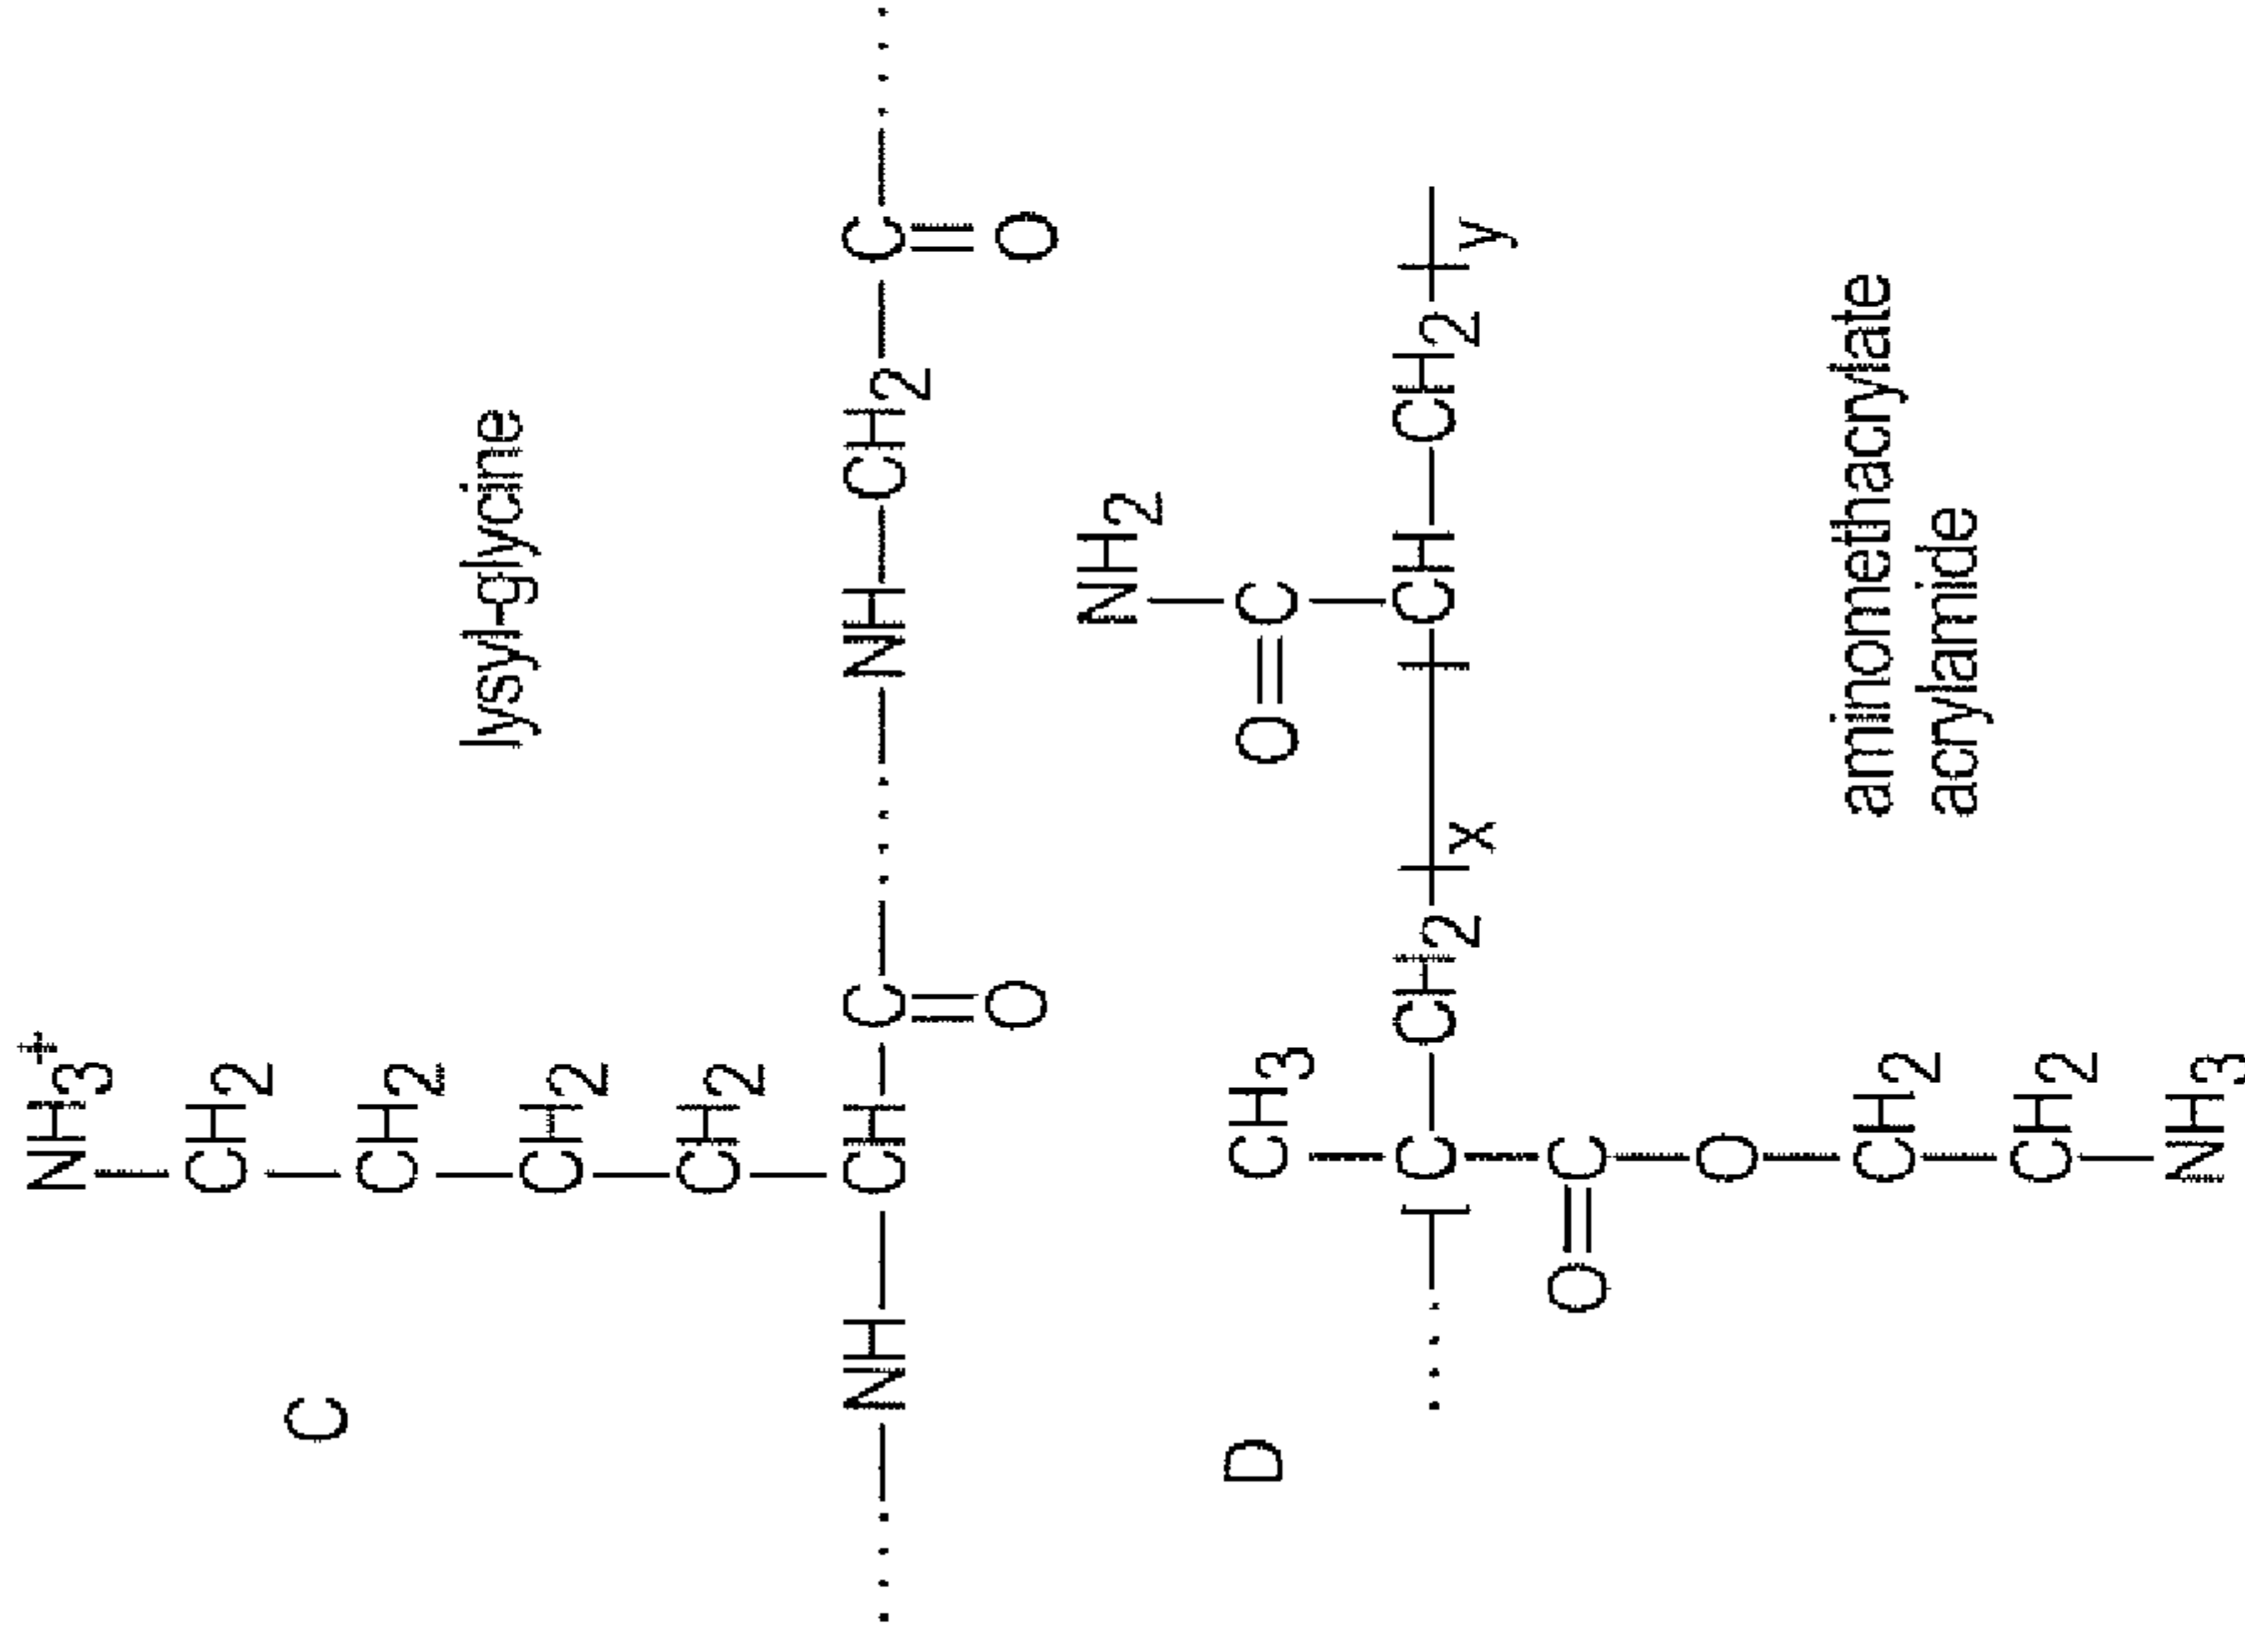 NH3+
CH2
C
CH2
lysyl-glycine
CH2
CH2
....—NH—CH—C—....—NH—CH2—C—....
O O
NH2
D CH3 O=C
....—[C—CH2]x—[CH—CH2]y—
O=C
O
CH2 aminomethacrylate
acrylamide
CH2
NH3